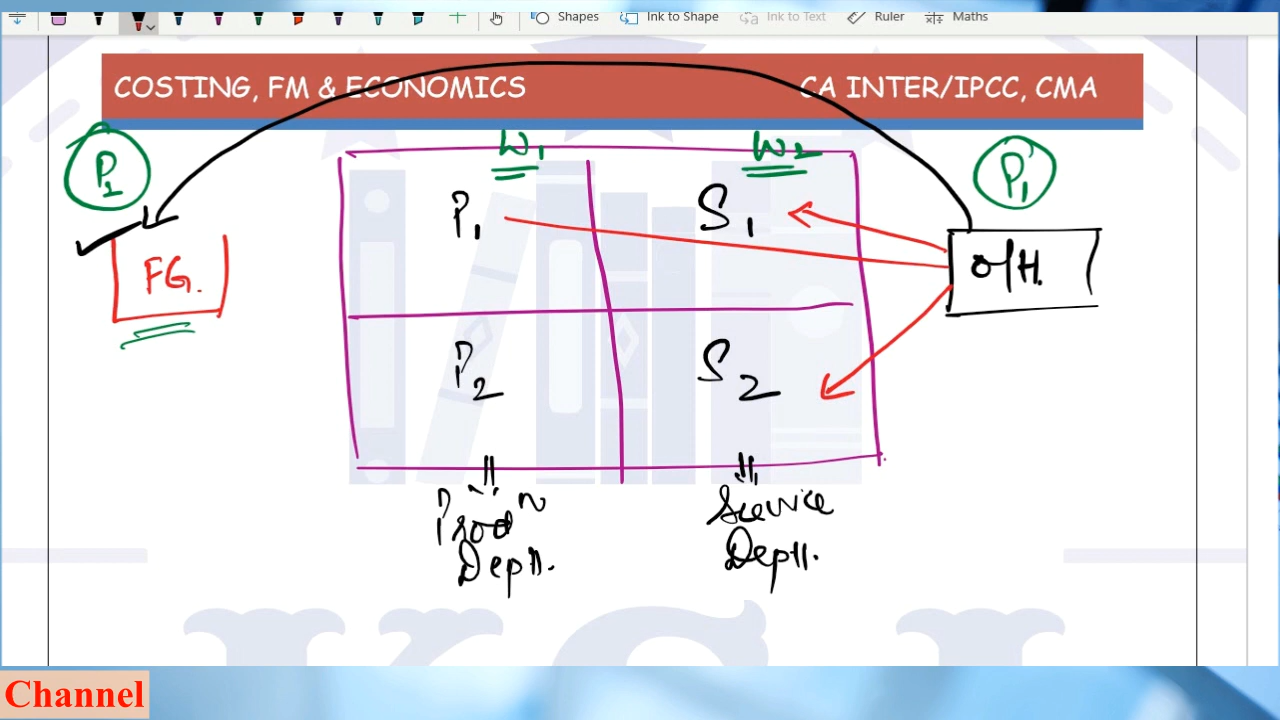 Shapes
Ink to Shape
Ink to Text
Ruler
Maths
COSTING, FM & ECONOMICS
CA INTER/IPCC, CMA
W1
W2
P1
P1
P1
S1
O/H.
FG.
P2
S2
Prodn
Deptt.
Service
Deptt.
Channel